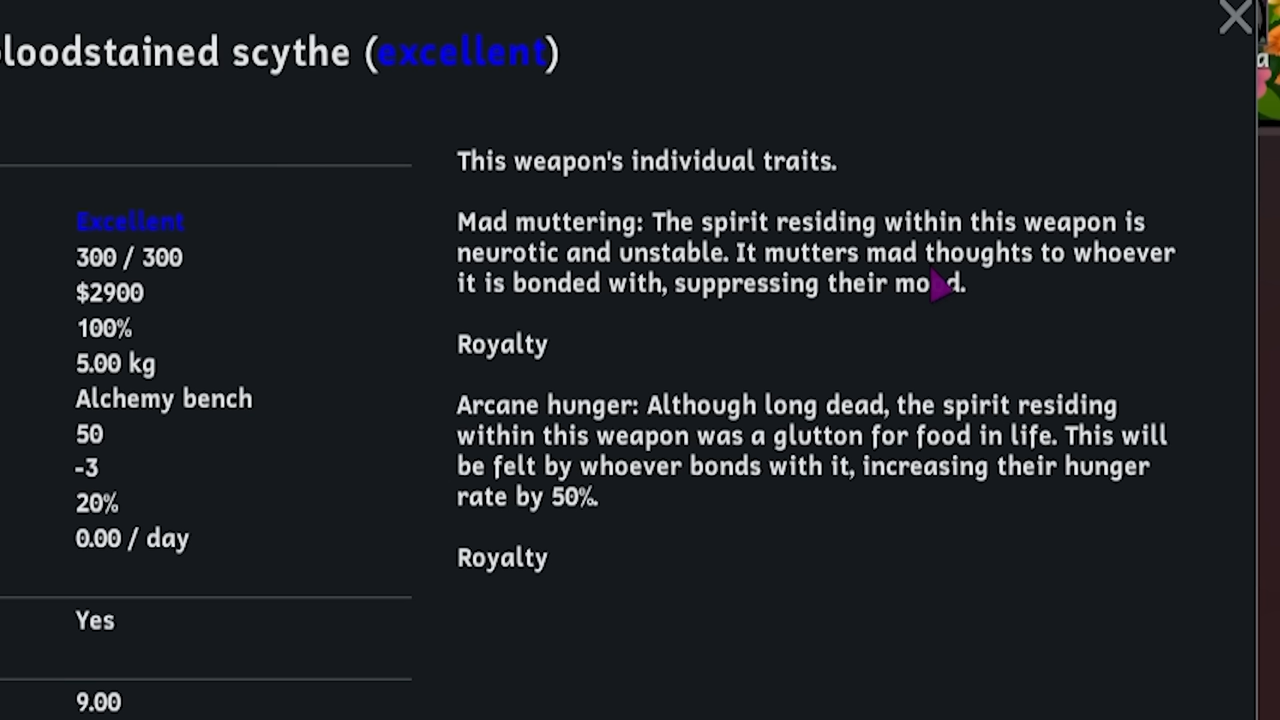 bloodstained scythe (excellent)
This weapon's individual traits.
Excellent
300 / 300
$2900
100%
5.00 kg
Alchemy bench
50
-3
20%
0.00 / day
Yes
9.00
Mad muttering: The spirit residing within this weapon is
neurotic and unstable. It mutters mad thoughts to whoever
it is bonded with, suppressing their mood.
Royalty
Arcane hunger: Although long dead, the spirit residing
within this weapon was a glutton for food in life. This will
be felt by whoever bonds with it, increasing their hunger
rate by 50%.
Royalty
a